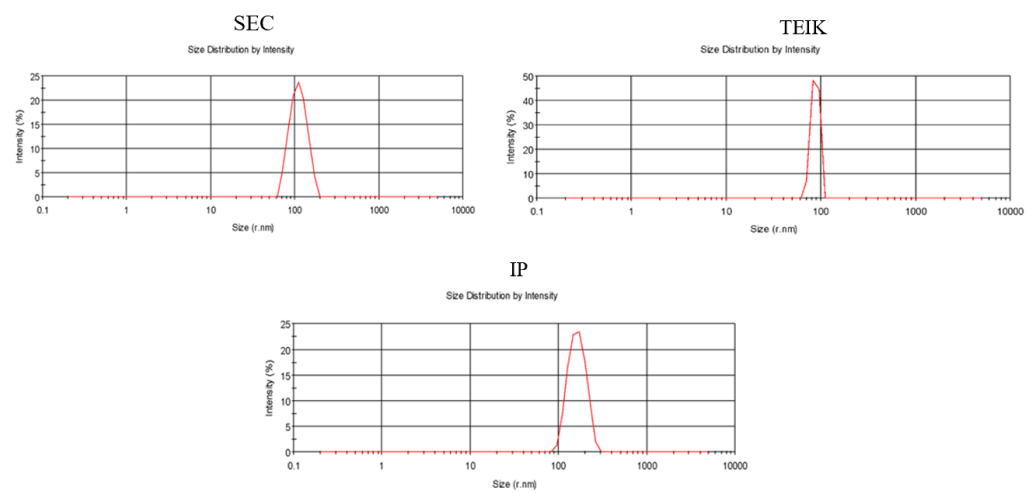 SEC
Size Distribution by Intensity
Intensity (%)
25
20
15
10
5
0
0.1 1 10 100 1000 10000
Size (r.nm)
TEIK
Size Distribution by Intensity
Intensity (%)
50
40
30
20
10
0
0.1 1 10 100 1000 10000
Size (r.nm)
IP
Size Distribution by Intensity
Intensity (%)
25
20
15
10
5
0
0.1 1 10 100 1000 10000
Size (r.nm)